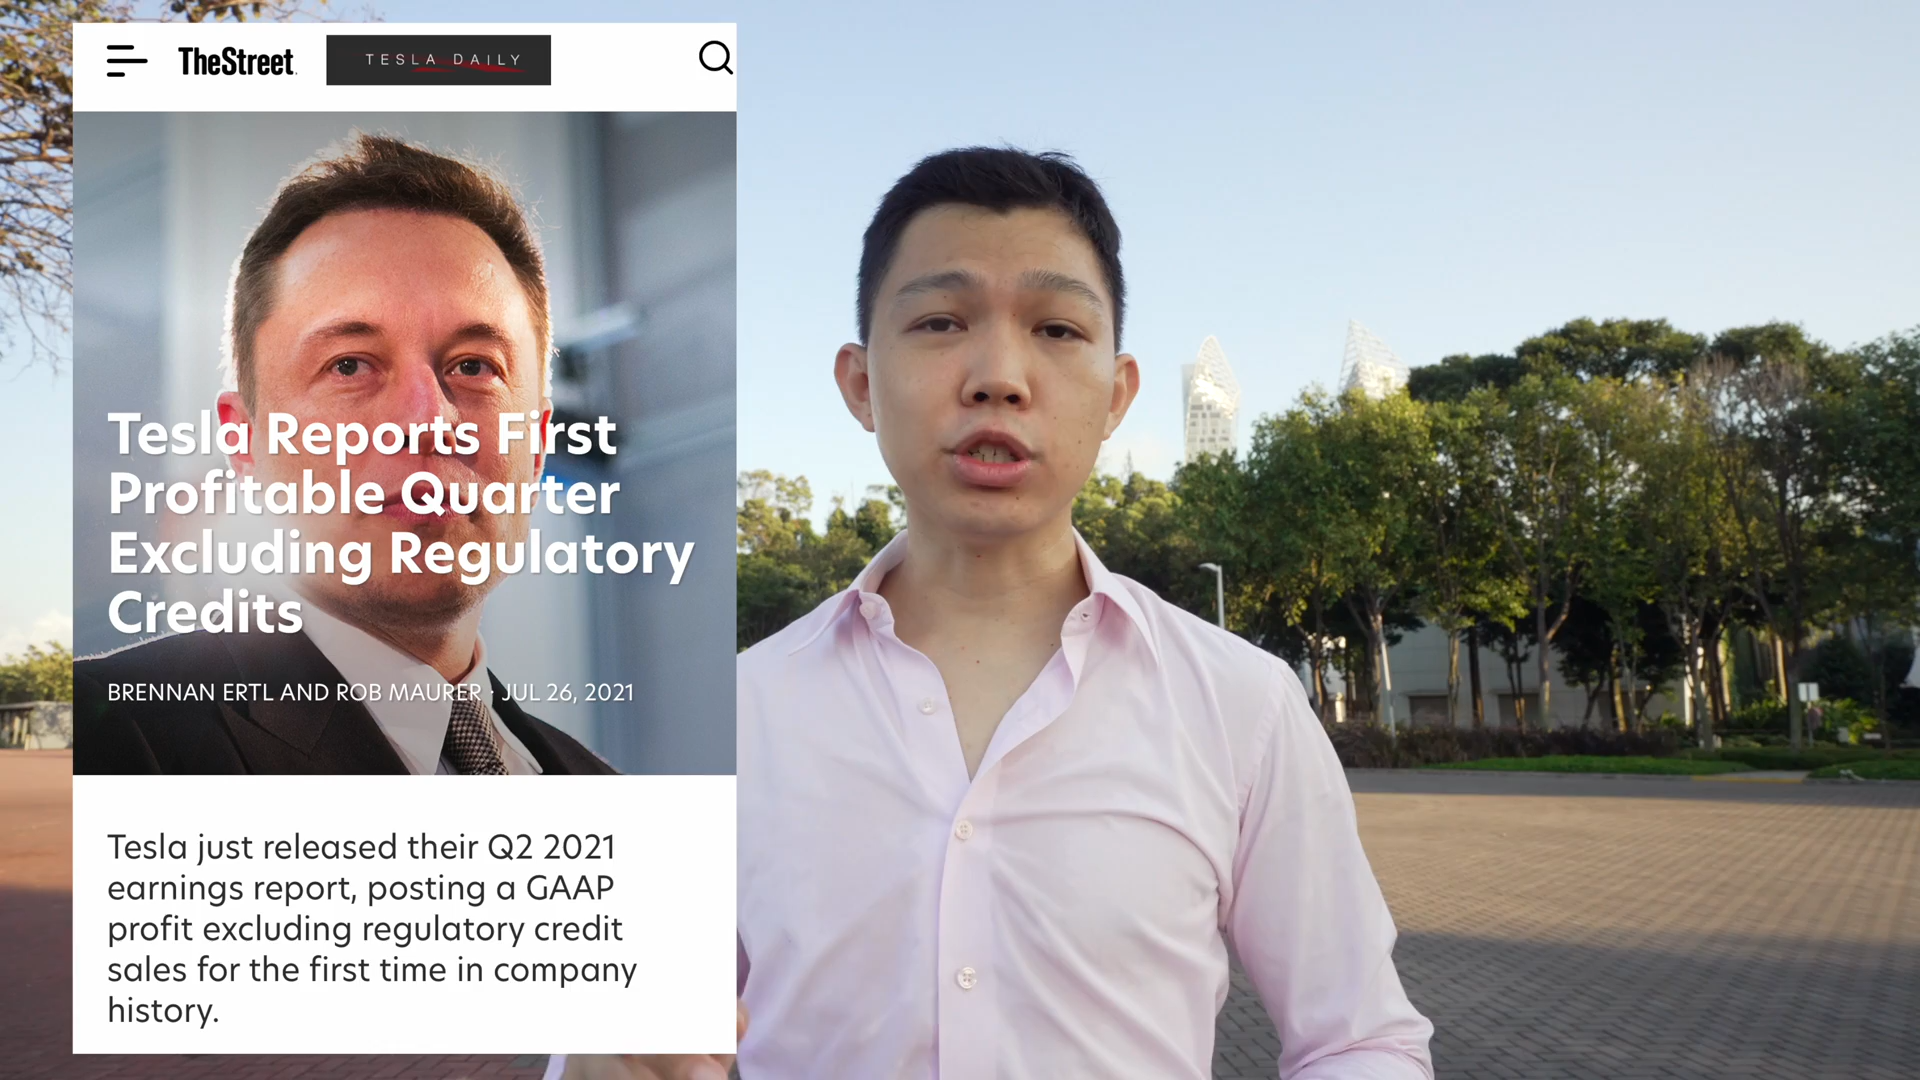 TheStreet
TESLA DAILY
Tesla Reports First
Profitable Quarter
Excluding Regulatory
Credits
BRENNAN ERTL AND ROB MAURER · JUL 26, 2021
Tesla just released their Q2 2021
earnings report, posting a GAAP
profit excluding regulatory credit
sales for the first time in company
history.